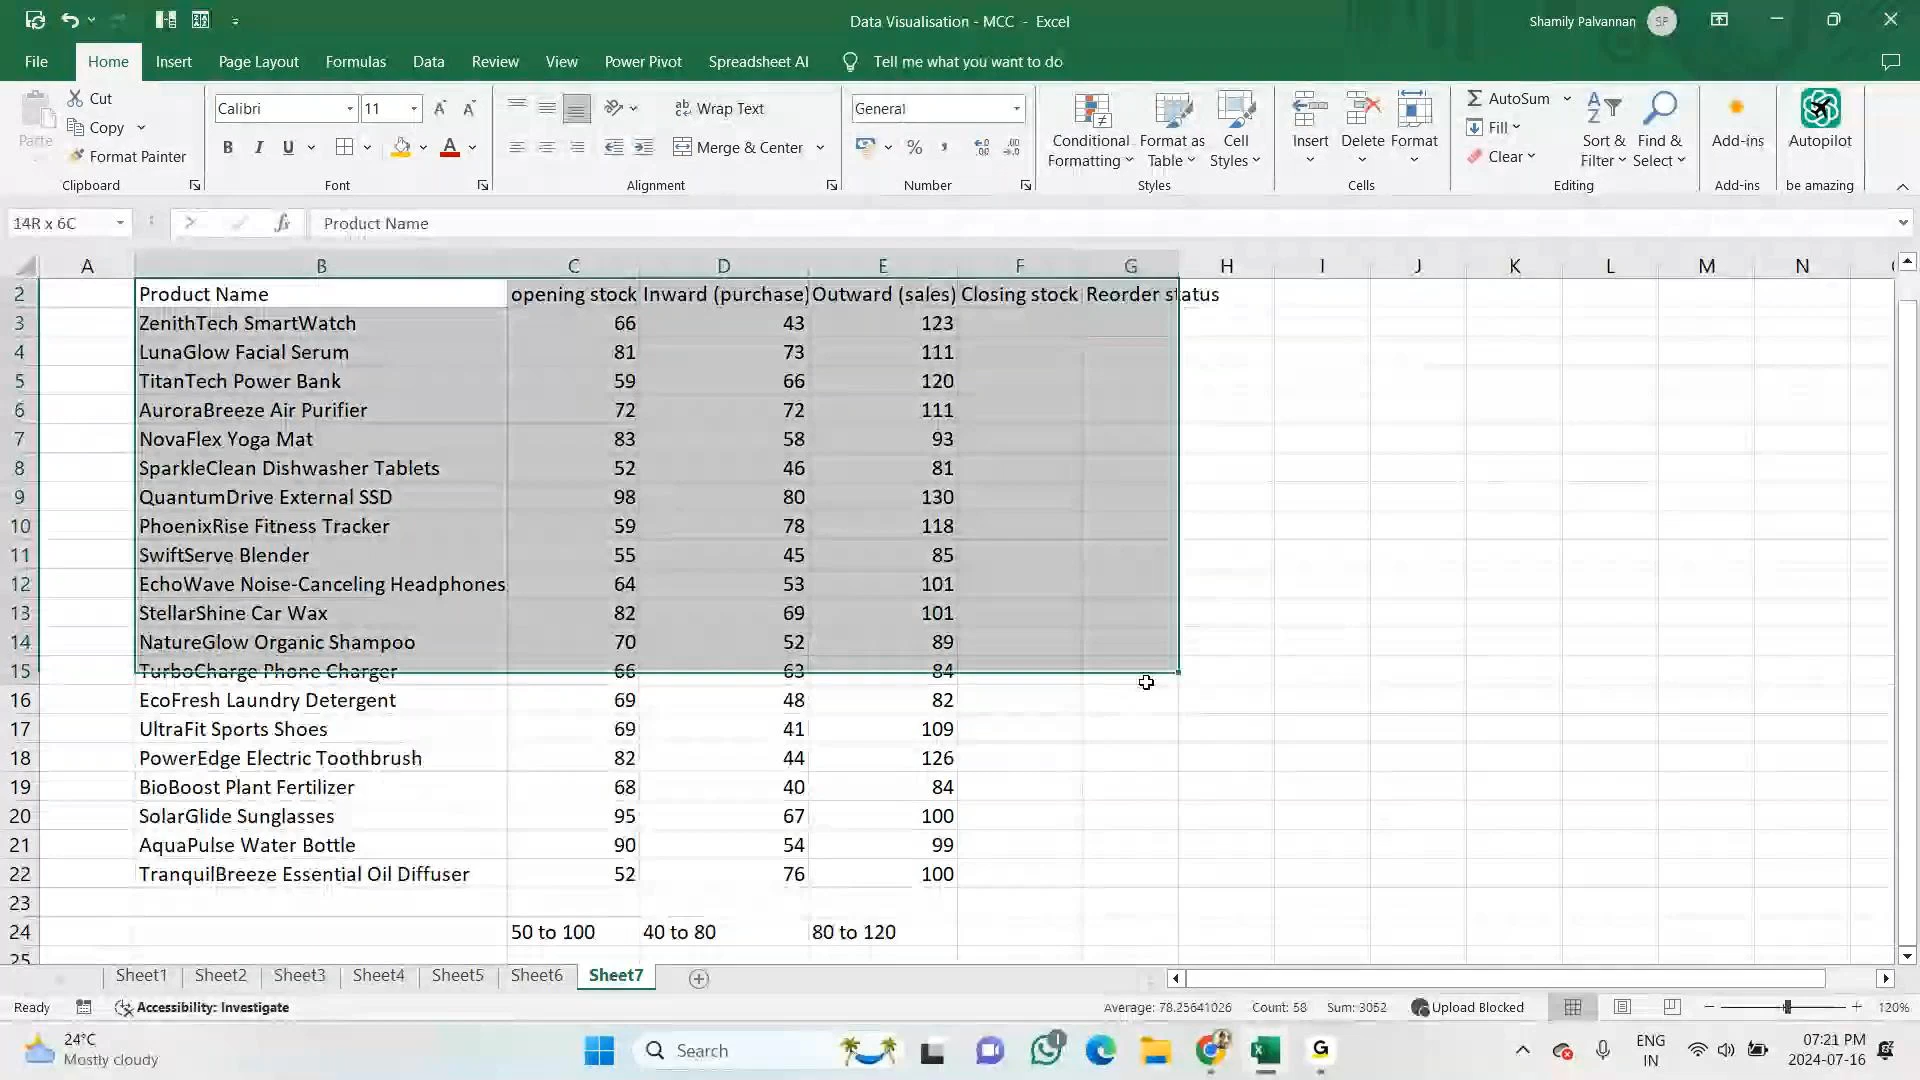 Data Visualisation - MCC - Excel
Shamily Palvannan SP
File Home Insert Page Layout Formulas Data Review View Power Pivot Spreadsheet AI Tell me what you want to do
Paste
Cut
Copy
Format Painter
Clipboard
Calibri 11
B I U
Font
Wrap Text
Merge & Center
Alignment
General
Number
Conditional Formatting
Format as Table
Cell Styles
Styles
Insert
Delete
Format
Cells
AutoSum
Fill
Clear
Sort & Filter
Find & Select
Editing
Add-ins
Add-ins
Autopilot
be amazing
14R x 6C fx Product Name
A B C D E F G H I J K L M N
2 Product Name opening stock Inward (purchase) Outward (sales) Closing stock Reorder status
3 ZenithTech SmartWatch 66 43 123
4 LunaGlow Facial Serum 81 73 111
5 TitanTech Power Bank 59 66 120
6 AuroraBreeze Air Purifier 72 72 111
7 NovaFlex Yoga Mat 83 58 93
8 SparkleClean Dishwasher Tablets 52 46 81
9 QuantumDrive External SSD 98 80 130
10 PhoenixRise Fitness Tracker 59 78 118
11 SwiftServe Blender 55 45 85
12 EchoWave Noise-Canceling Headphones 64 53 101
13 StellarShine Car Wax 82 69 101
14 NatureGlow Organic Shampoo 70 52 89
15 TurboCharge Phone Charger 66 63 84
16 EcoFresh Laundry Detergent 69 48 82
17 UltraFit Sports Shoes 69 41 109
18 PowerEdge Electric Toothbrush 82 44 126
19 BioBoost Plant Fertilizer 68 40 84
20 SolarGlide Sunglasses 95 67 100
21 AquaPulse Water Bottle 90 54 99
22 TranquilBreeze Essential Oil Diffuser 52 76 100
23
24 50 to 100 40 to 80 80 to 120
25
Sheet1 Sheet2 Sheet3 Sheet4 Sheet5 Sheet6 Sheet7
Ready Accessibility: Investigate Average: 78.25641026 Count: 58 Sum: 3052 Upload Blocked 120%
24°C
Mostly cloudy
Search
1
G
ENG
IN
07:21 PM
2024-07-16